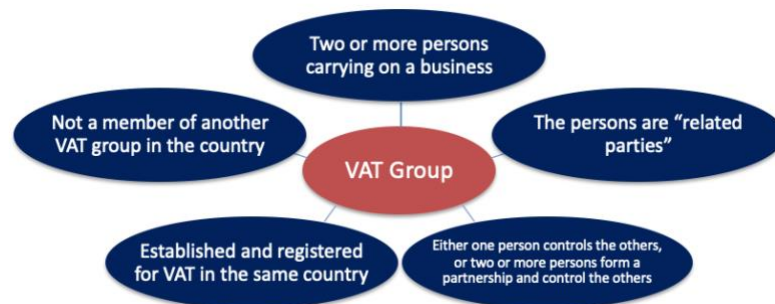 Two or more persons
carrying on a business
Not a member of another
VAT group in the country
The persons are “related
parties”
VAT Group
Established and registered
for VAT in the same country
Either one person controls the others,
or two or more persons form a
partnership and control the others